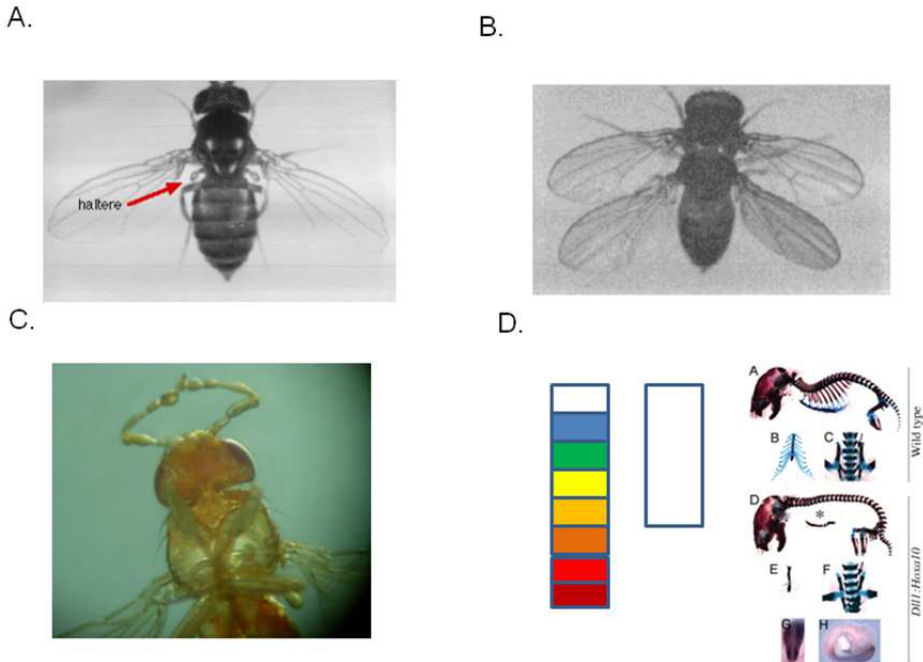 A.
B.
haltere
C.
D.
A
B
C
Wild type
D
*
E
F
Dll1:Hoxa10
G
H